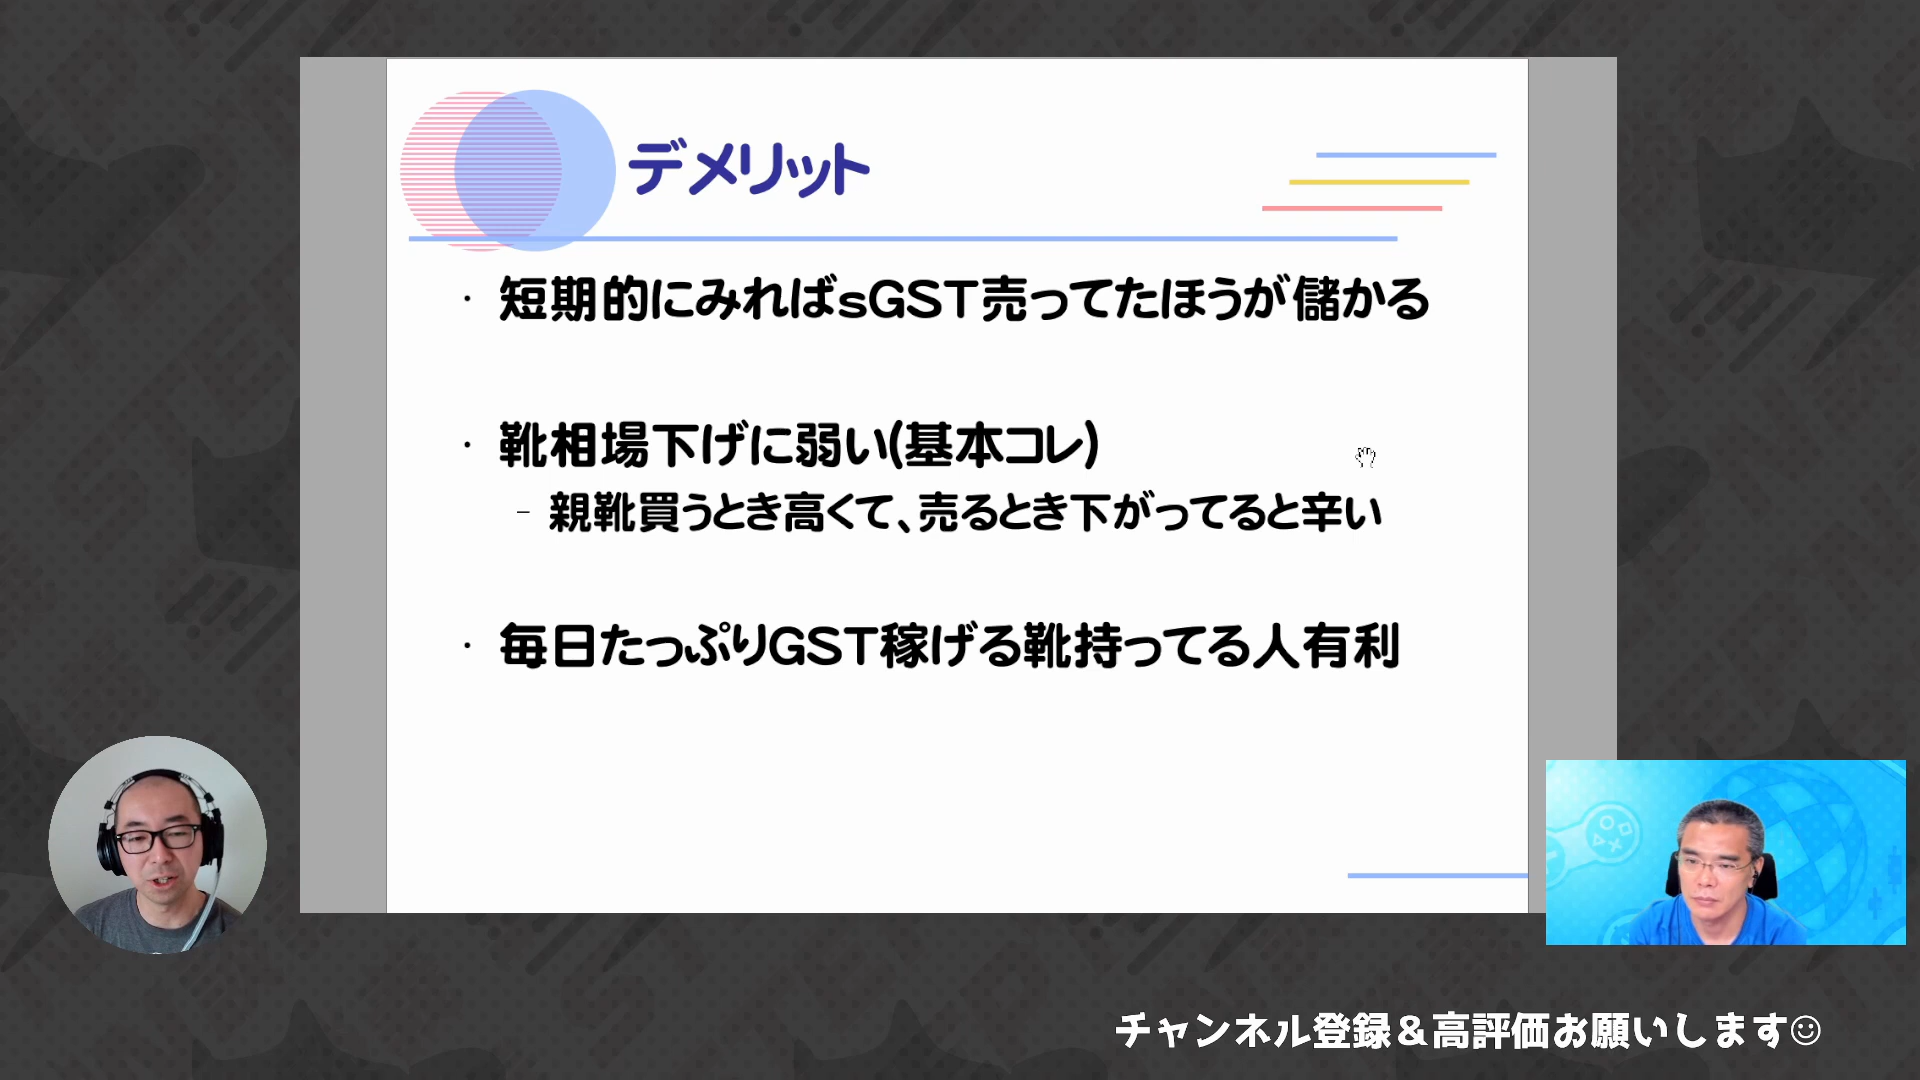 デメリット
・ 短期的にみればsGST売ってたほうが儲かる
・ 靴相場下げに弱い(基本コレ)
– 親靴買うとき高くて、売るとき下がってると辛い
・ 毎日たっぷりGST稼げる靴持ってる人有利
チャンネル登録＆高評価お願いします☺